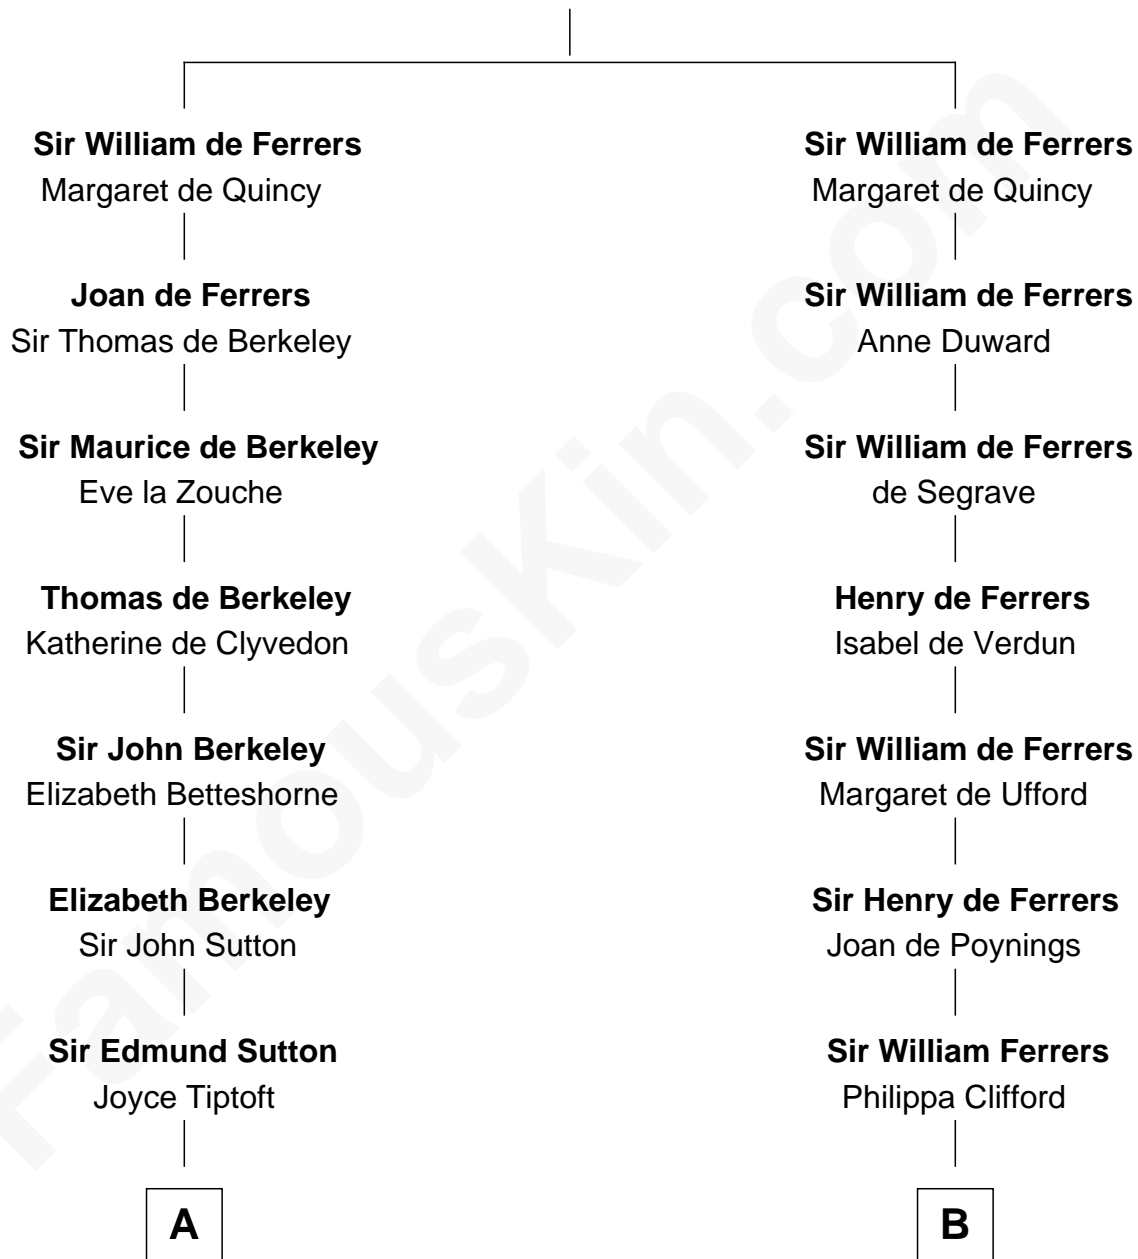 Sir William de Ferrers
Margaret de Quincy
Joan de Ferrers
Sir Thomas de Berkeley
Sir Maurice de Berkeley
Eve la Zouche
Thomas de Berkeley
Katherine de Clyvedon
Sir John Berkeley
Elizabeth Betteshorne
Elizabeth Berkeley
Sir John Sutton
Sir Edmund Sutton
Joyce Tiptoft
A
Sir William de Ferrers
Margaret de Quincy
Sir William de Ferrers
Anne Duward
Sir William de Ferrers
de Segrave
Henry de Ferrers
Isabel de Verdun
Sir William de Ferrers
Margaret de Ufford
Sir Henry de Ferrers
Joan de Poynings
Sir William Ferrers
Philippa Clifford
B
FamousKin.com